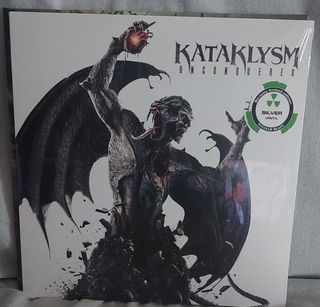 KATAKLYSM
UNCONQUERED
SILVER
VINYL